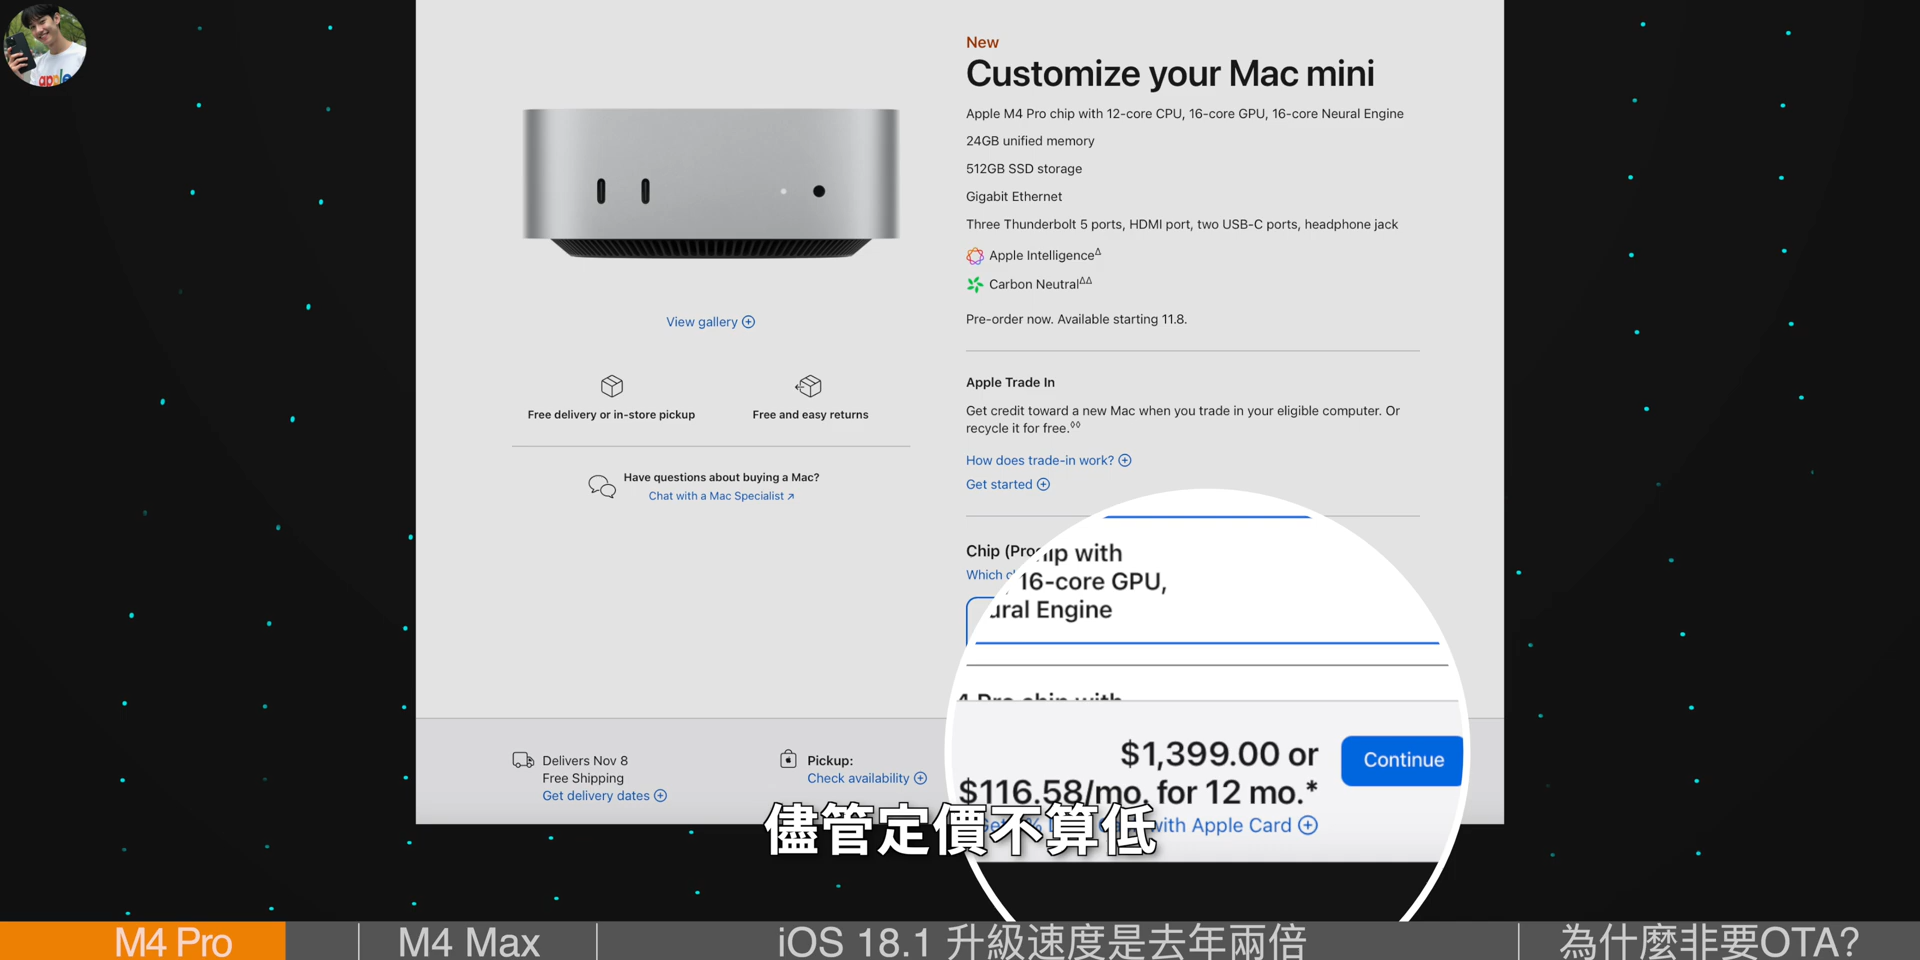 apple
New
Customize your Mac mini
Apple M4 Pro chip with 12-core CPU, 16-core GPU, 16-core Neural Engine
24GB unified memory
512GB SSD storage
Gigabit Ethernet
Three Thunderbolt 5 ports, HDMI port, two USB-C ports, headphone jack
Apple Intelligence∆
Carbon Neutral∆∆
Pre-order now. Available starting 11.8.
View gallery
Free delivery or in-store pickup
Free and easy returns
Have questions about buying a Mac?
Chat with a Mac Specialist ↗
Apple Trade In
Get credit toward a new Mac when you trade in your eligible computer. Or
recycle it for free.◊◊
How does trade-in work?
Get started
Chip (Pro
Which
with
16-core GPU,
Engine
Pro chip with
Delivers Nov 8
Free Shipping
Get delivery dates
Pickup:
Check availability
$1,399.00 or
$116.58/mo. for 12 mo.*
with Apple Card
Continue
儘管定價不算低
M4 Pro
M4 Max
iOS 18.1 升級速度是去年兩倍
為什麼非要OTA?